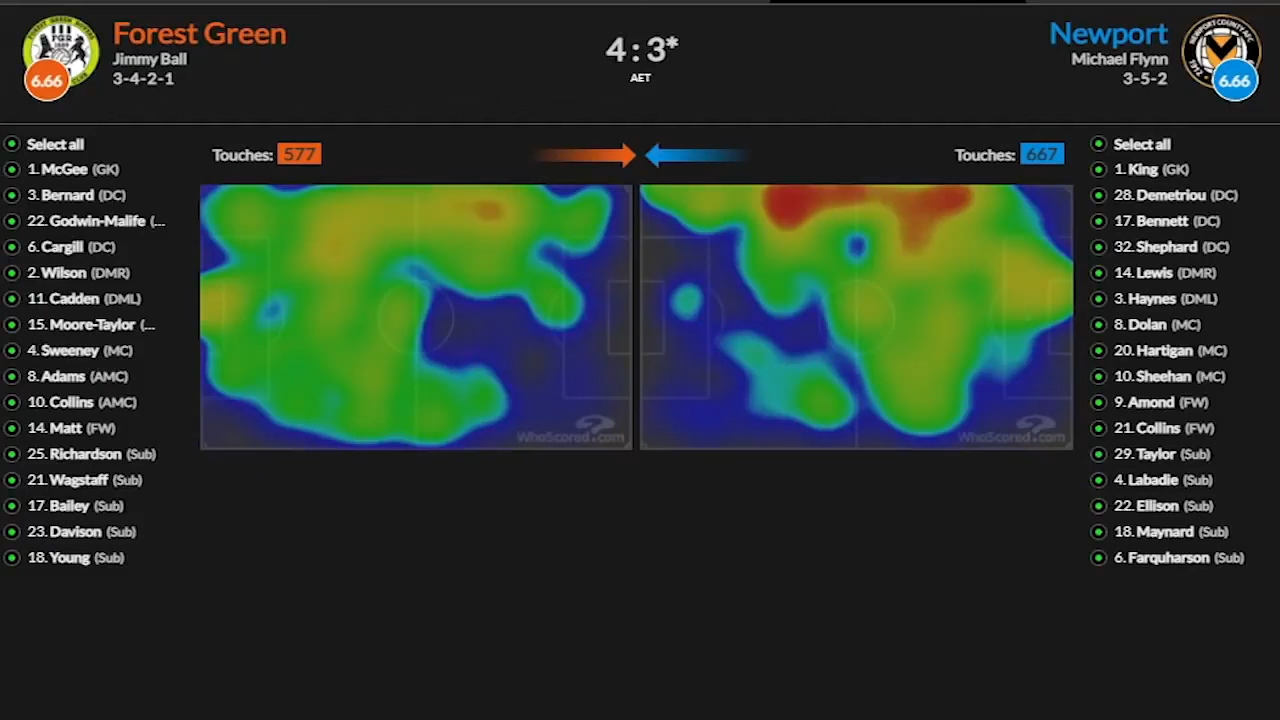 Forest Green
Jimmy Ball
3-4-2-1
6.66
4 : 3*
AET
Newport
Michael Flynn
3-5-2
6.66
FGR
1889
NEWPORT COUNTY AFC
1912
Select all
1. McGee (GK)
3. Bernard (DC)
22. Godwin-Malife (...
6. Cargill (DC)
2. Wilson (DMR)
11. Cadden (DML)
15. Moore-Taylor (...
4. Sweeney (MC)
8. Adams (AMC)
10. Collins (AMC)
14. Matt (FW)
25. Richardson (Sub)
21. Wagstaff (Sub)
17. Bailey (Sub)
23. Davison (Sub)
18. Young (Sub)
Touches: 577
Touches: 667
WhoScored.com
WhoScored.com
Select all
1. King (GK)
28. Demetriou (DC)
17. Bennett (DC)
32. Shephard (DC)
14. Lewis (DMR)
3. Haynes (DML)
8. Dolan (MC)
20. Hartigan (MC)
10. Sheehan (MC)
9. Amond (FW)
21. Collins (FW)
29. Taylor (Sub)
4. Labadie (Sub)
22. Ellison (Sub)
18. Maynard (Sub)
6. Farquharson (Sub)